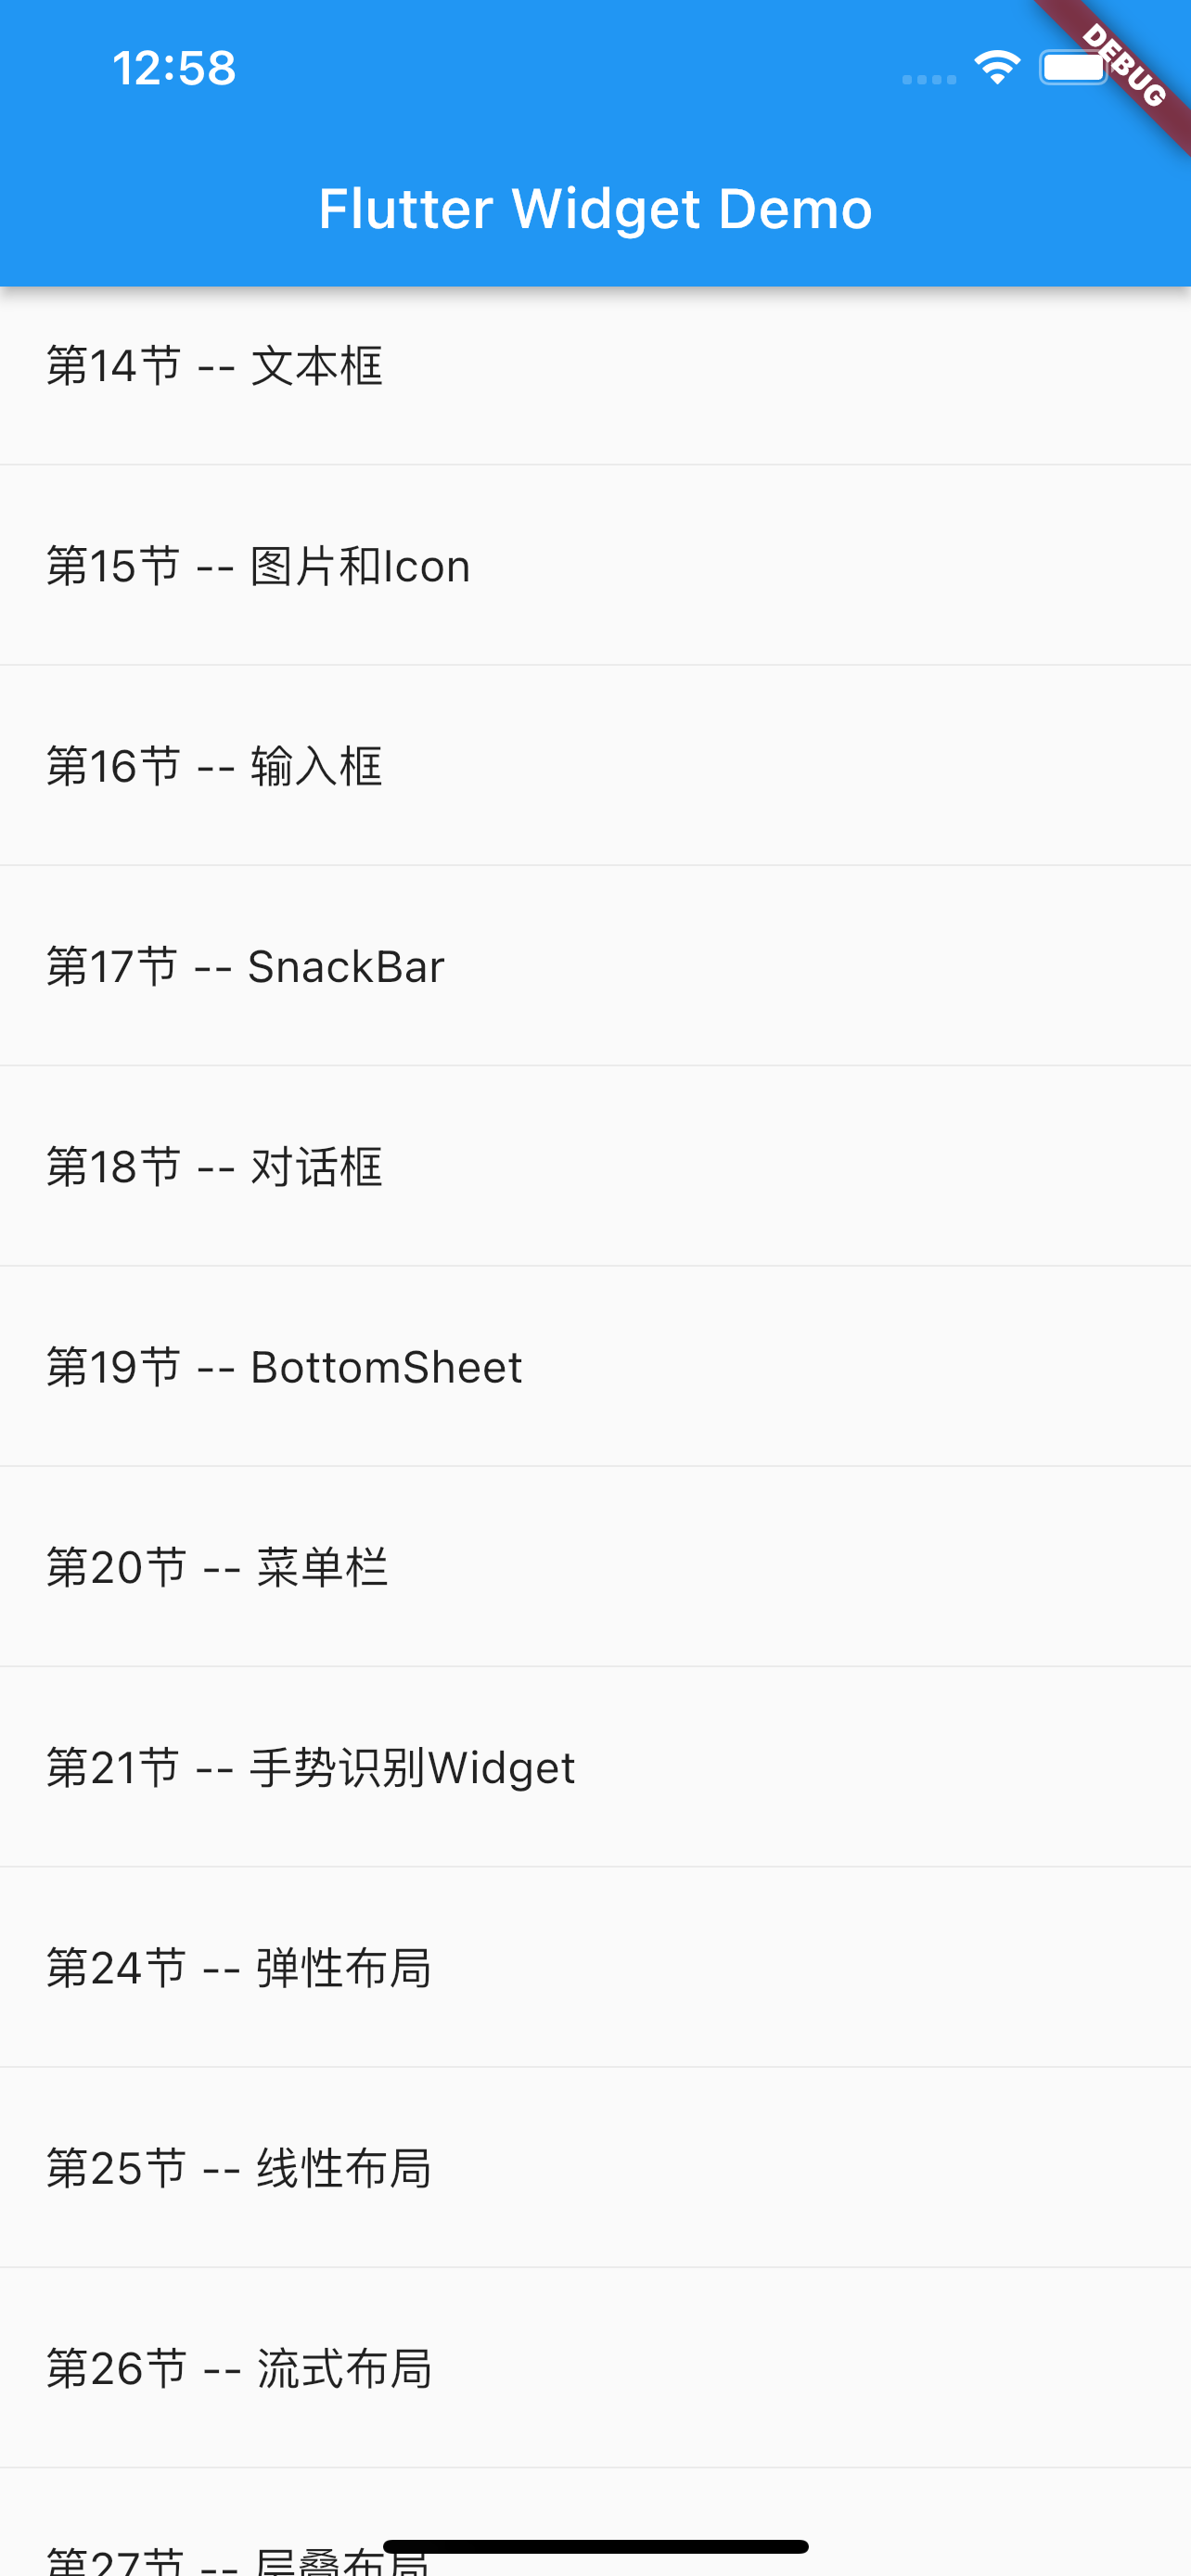 12:58
DEBUG
Flutter Widget Demo
第14节 -- 文本框
第15节 -- 图片和Icon
第16节 -- 输入框
第17节 -- SnackBar
第18节 -- 对话框
第19节 -- BottomSheet
第20节 -- 菜单栏
第21节 -- 手势识别Widget
第24节 -- 弹性布局
第25节 -- 线性布局
第26节 -- 流式布局
第27节 -- 层叠布局